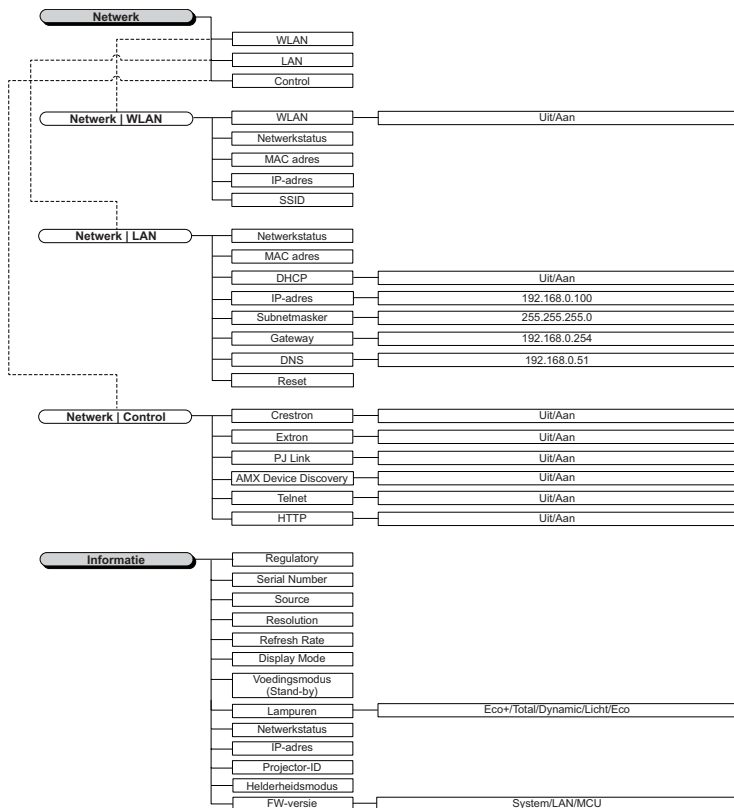 Netwerk
WLAN
LAN
Control
Netwerk | WLAN
WLAN
Uit/Aan
Netwerkstatus
MAC adres
IP-adres
SSID
Netwerk | LAN
Netwerkstatus
MAC adres
DHCP
Uit/Aan
IP-adres
192.168.0.100
Subnetmasker
255.255.255.0
Gateway
192.168.0.254
DNS
192.168.0.51
Reset
Netwerk | Control
Crestron
Uit/Aan
Extron
Uit/Aan
PJ Link
Uit/Aan
AMX Device Discovery
Uit/Aan
Telnet
Uit/Aan
HTTP
Uit/Aan
Informatie
Regulatory
Serial Number
Source
Resolution
Refresh Rate
Display Mode
Voedingsmodus
(Stand-by)
Lampuren
Eco+/Total/Dynamic/Licht/Eco
Netwerkstatus
IP-adres
Projector-ID
Helderheidsmodus
FW-versie
System/LAN/MCU